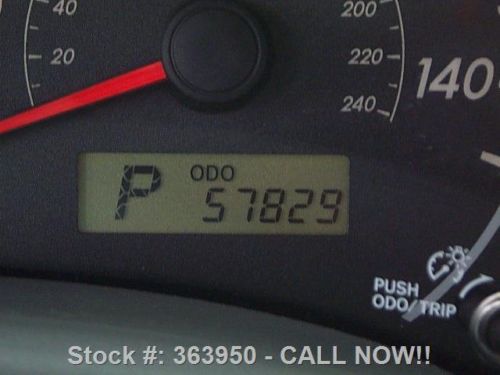 40
20
200
220
240
140
P
ODO
57829
PUSH
ODO/TRIP
Stock #: 363950 - CALL NOW!!